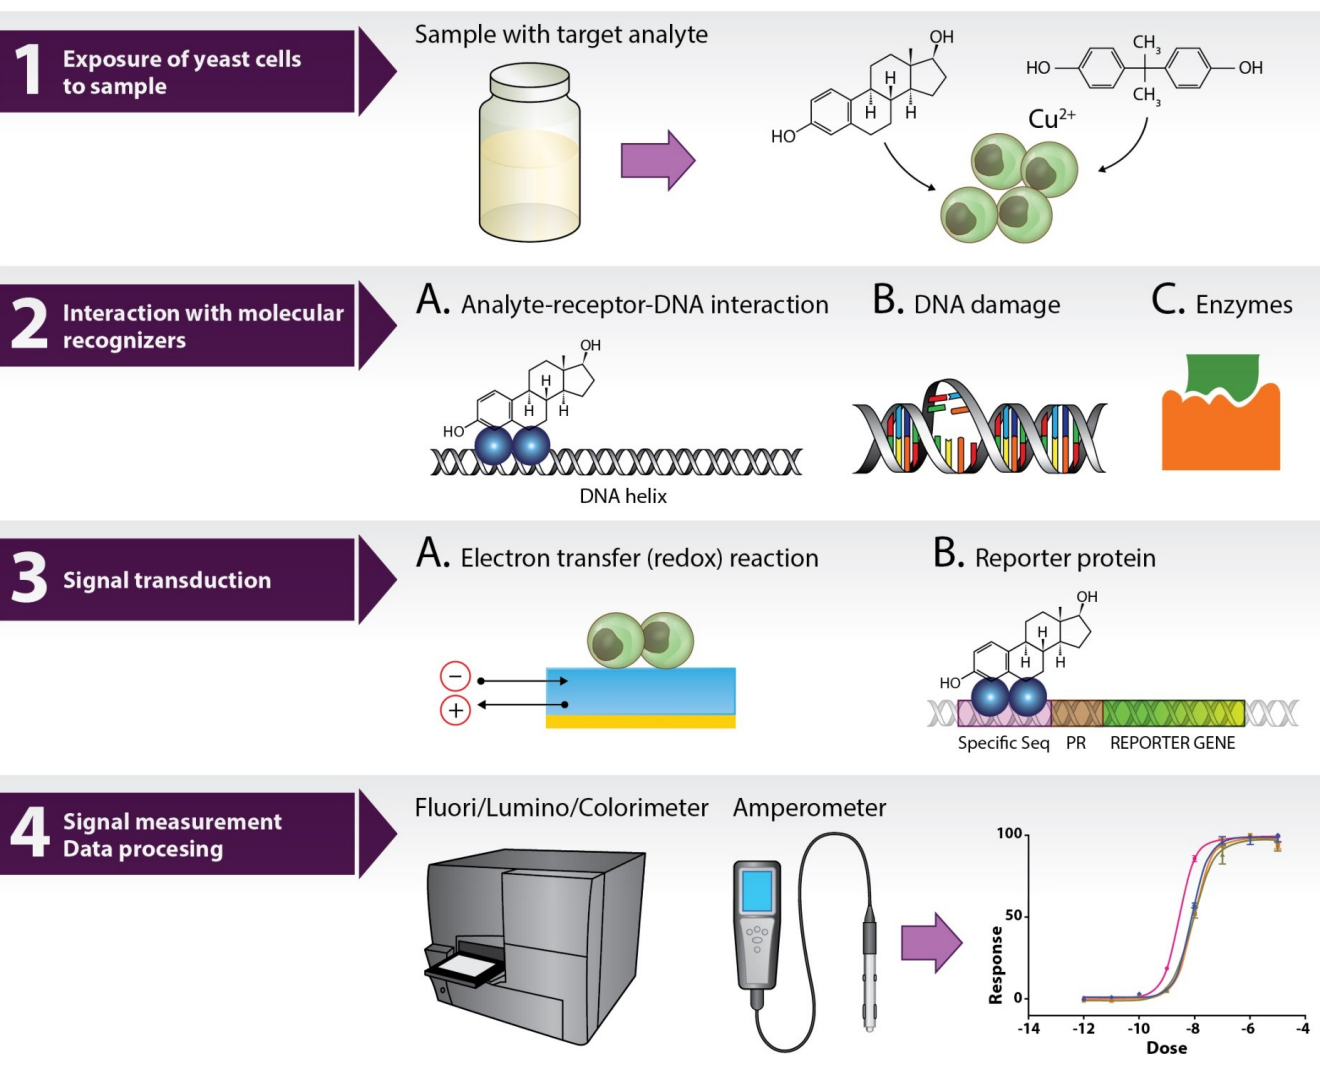 1 Exposure of yeast cells
to sample
Sample with target analyte
OH
H
H
H
HO
HO
CH3
CH3
OH
Cu2+
2 Interaction with molecular
recognizers
A. Analyte-receptor-DNA interaction
OH
H
H
H
HO
DNA helix
B. DNA damage
C. Enzymes
3 Signal transduction
A. Electron transfer (redox) reaction
−
+
B. Reporter protein
OH
H
H
H
HO
Specific Seq PR REPORTER GENE
4 Signal measurement
Data procesing
Fluori/Lumino/Colorimeter
Amperometer
100
50
0
Response
-14 -12 -10 -8 -6 -4
Dose